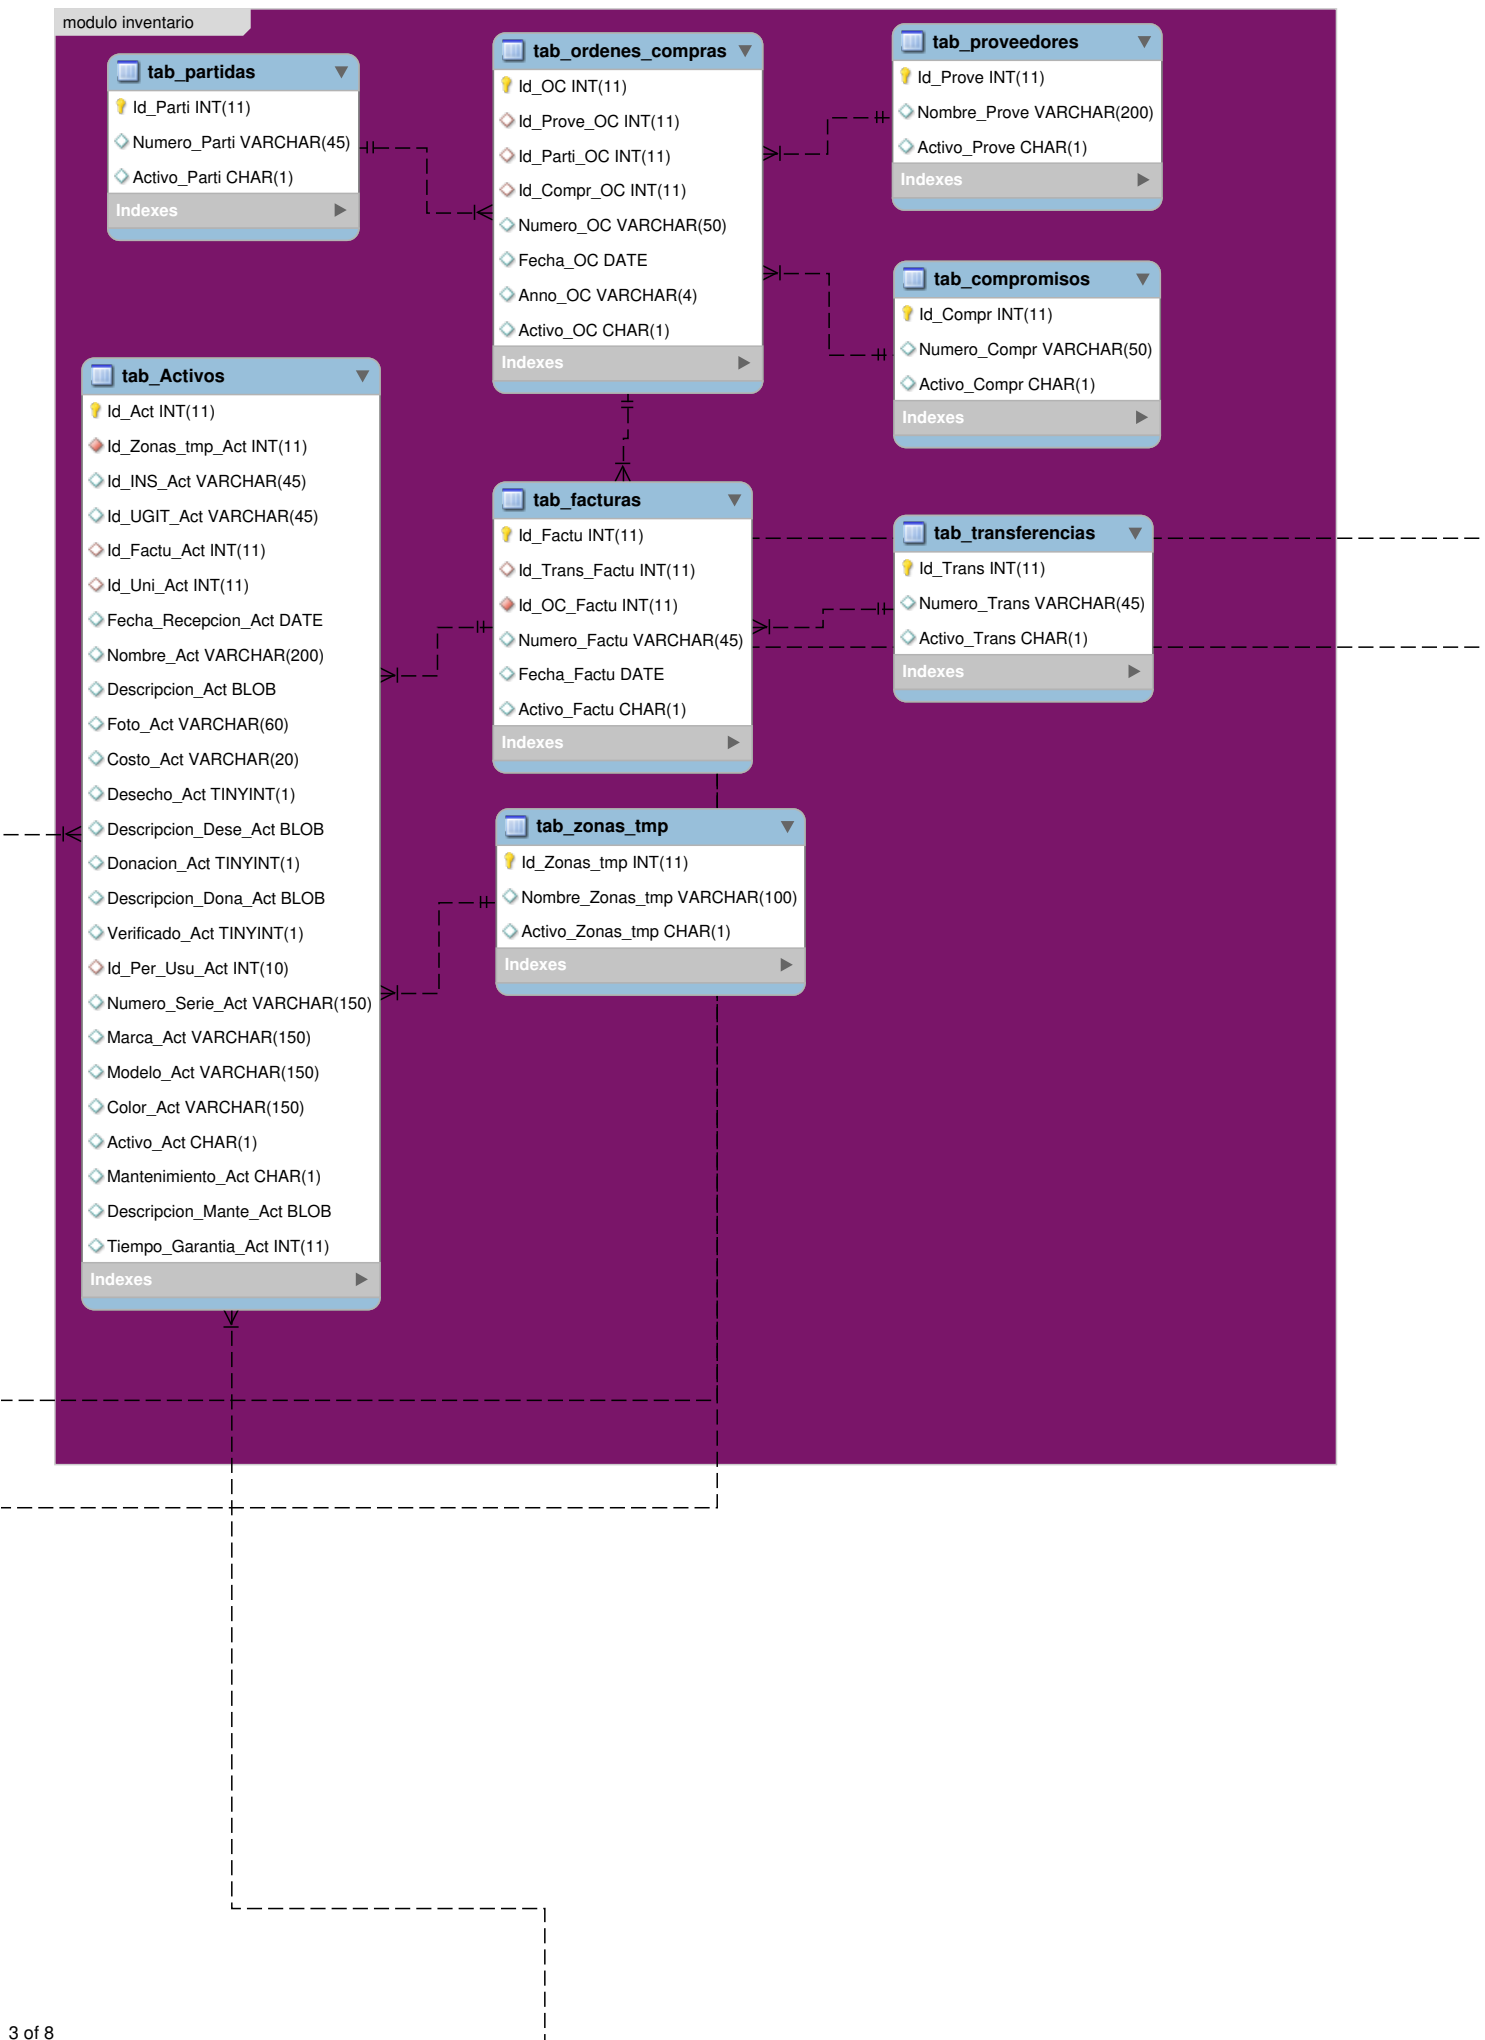 modulo inventario
tab_partidas
Id_Parti INT(11)
Numero_Parti VARCHAR(45)
Activo_Parti CHAR(1)
Indexes
tab_ordenes_compras
Id_OC INT(11)
Id_Prove_OC INT(11)
Id_Parti_OC INT(11)
Id_Compr_OC INT(11)
Numero_OC VARCHAR(50)
Fecha_OC DATE
Anno_OC VARCHAR(4)
Activo_OC CHAR(1)
Indexes
tab_proveedores
Id_Prove INT(11)
Nombre_Prove VARCHAR(200)
Activo_Prove CHAR(1)
Indexes
tab_compromisos
Id_Compr INT(11)
Numero_Compr VARCHAR(50)
Activo_Compr CHAR(1)
Indexes
tab_Activos
Id_Act INT(11)
Id_Zonas_tmp_Act INT(11)
Id_INS_Act VARCHAR(45)
Id_UGIT_Act VARCHAR(45)
Id_Factu_Act INT(11)
Id_Uni_Act INT(11)
Fecha_Recepcion_Act DATE
Nombre_Act VARCHAR(200)
Descripcion_Act BLOB
Foto_Act VARCHAR(60)
Costo_Act VARCHAR(20)
Desecho_Act TINYINT(1)
Descripcion_Dese_Act BLOB
Donacion_Act TINYINT(1)
Descripcion_Dona_Act BLOB
Verificado_Act TINYINT(1)
Id_Per_Usu_Act INT(10)
Numero_Serie_Act VARCHAR(150)
Marca_Act VARCHAR(150)
Modelo_Act VARCHAR(150)
Color_Act VARCHAR(150)
Activo_Act CHAR(1)
Mantenimiento_Act CHAR(1)
Descripcion_Mante_Act BLOB
Tiempo_Garantia_Act INT(11)
Indexes
tab_facturas
Id_Factu INT(11)
Id_Trans_Factu INT(11)
Id_OC_Factu INT(11)
Numero_Factu VARCHAR(45)
Fecha_Factu DATE
Activo_Factu CHAR(1)
Indexes
tab_transferencias
Id_Trans INT(11)
Numero_Trans VARCHAR(45)
Activo_Trans CHAR(1)
Indexes
tab_zonas_tmp
Id_Zonas_tmp INT(11)
Nombre_Zonas_tmp VARCHAR(100)
Activo_Zonas_tmp CHAR(1)
Indexes
3 of 8